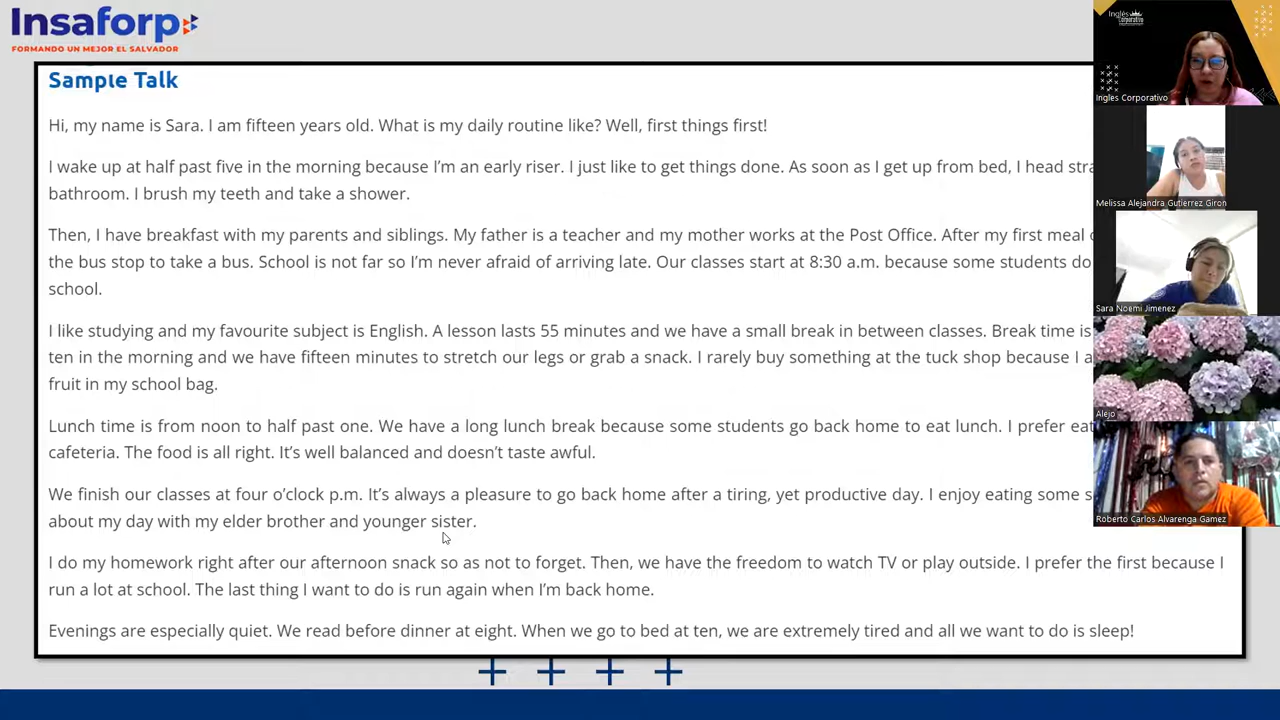 Insaforp
FORMANDO UN MEJOR EL SALVADOR
Sample Talk
Hi, my name is Sara. I am fifteen years old. What is my daily routine like? Well, first things first!
I wake up at half past five in the morning because I'm an early riser. I just like to get things done. As soon as I get up from bed, I head
bathroom. I brush my teeth and take a shower.
Then, I have breakfast with my parents and siblings. My father is a teacher and my mother works at the Post Office. After my first meal
the bus stop to take a bus. School is not far so I'm never afraid of arriving late. Our classes start at 8:30 a.m. because some students do
school.
I like studying and my favourite subject is English. A lesson lasts 55 minutes and we have a small break in between classes. Break time is
ten in the morning and we have fifteen minutes to stretch our legs or grab a snack. I rarely buy something at the tuck shop because I
fruit in my school bag.
Lunch time is from noon to half past one. We have a long lunch break because some students go back home to eat lunch. I prefer
cafeteria. The food is all right. It's well balanced and doesn't taste awful.
We finish our classes at four o'clock p.m. It's always a pleasure to go back home after a tiring, yet productive day. I enjoy eating some
about my day with my elder brother and younger sister.
I do my homework right after our afternoon snack so as not to forget. Then, we have the freedom to watch TV or play outside. I prefer the first because I
run a lot at school. The last thing I want to do is run again when I'm back home.
Evenings are especially quiet. We read before dinner at eight. When we go to bed at ten, we are extremely tired and all we want to do is sleep!
Inglés
Corporativo
Ingles Corporativo
Melissa Alejandra Gutierrez Giron
Sara Noemi Jimenez
Alejo
Roberto Carlos Alvarenga Gamez